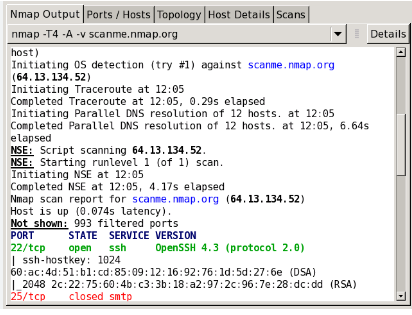 Nmap Output Ports / Hosts Topology Host Details Scans
nmap -T4 -A -v scanme.nmap.org Details
host)
Initiating OS detection (try #1) against scanme.nmap.org
(64.13.134.52)
Initiating Traceroute at 12:05
Completed Traceroute at 12:05, 0.29s elapsed
Initiating Parallel DNS resolution of 12 hosts. at 12:05
Completed Parallel DNS resolution of 12 hosts. at 12:05, 6.64s
elapsed
NSE: Script scanning 64.13.134.52.
NSE: Starting runlevel 1 (of 1) scan.
Initiating NSE at 12:05
Completed NSE at 12:05, 4.17s elapsed
Nmap scan report for scanme.nmap.org (64.13.134.52)
Host is up (0.074s latency).
Not shown: 993 filtered ports
PORT STATE SERVICE VERSION
22/tcp open ssh OpenSSH 4.3 (protocol 2.0)
| ssh-hostkey: 1024
60:ac:4d:51:b1:cd:85:09:12:16:92:76:1d:5d:27:6e (DSA)
|_2048 2c:22:75:60:4b:c3:3b:18:a2:97:2c:96:7e:28:dc:dd (RSA)
25/tcp closed smtp